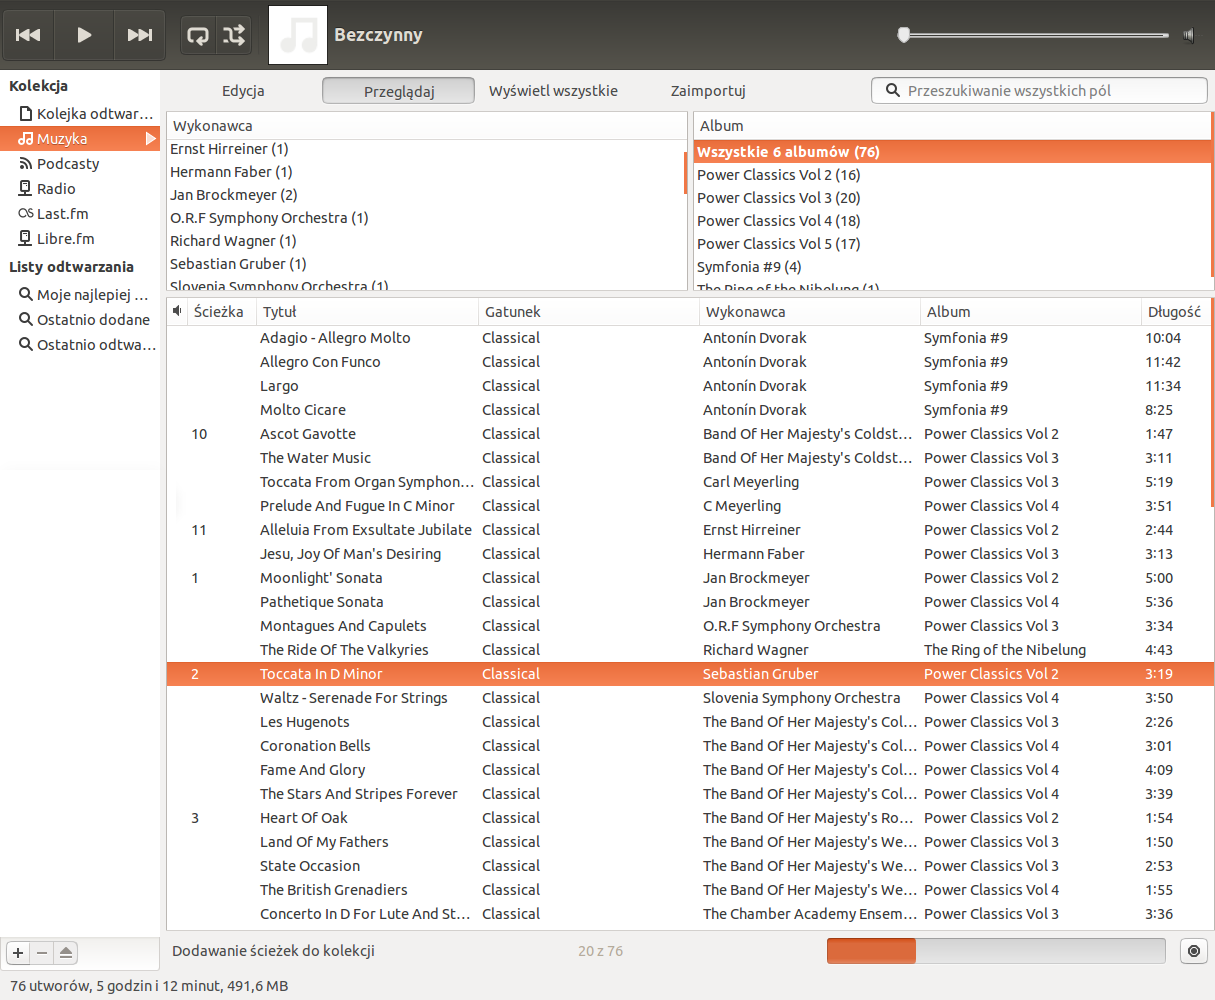 Bezczynny
Kolekcja
Kolejka odtwar...
Muzyka
Podcasty
Radio
Last.fm
Libre.fm
Listy odtwarzania
Moje najlepiej ...
Ostatnio dodane
Ostatnio odtwa...
Edycja Przeglądaj Wyświetl wszystkie Zaimportuj Przeszukiwanie wszystkich pól
Wykonawca
Ernst Hirreiner (1)
Hermann Faber (1)
Jan Brockmeyer (2)
O.R.F Symphony Orchestra (1)
Richard Wagner (1)
Sebastian Gruber (1)
Slovenia Symphony Orchestra (1)
Album
Wszystkie 6 albumów (76)
Power Classics Vol 2 (16)
Power Classics Vol 3 (20)
Power Classics Vol 4 (18)
Power Classics Vol 5 (17)
Symfonia #9 (4)
The Ring of the Nibelung (1)
Ścieżka Tytuł Gatunek Wykonawca Album Długość
Adagio - Allegro Molto Classical Antonín Dvorak Symfonia #9 10:04
Allegro Con Funco Classical Antonín Dvorak Symfonia #9 11:42
Largo Classical Antonín Dvorak Symfonia #9 11:34
Molto Cicare Classical Antonín Dvorak Symfonia #9 8:25
10 Ascot Gavotte Classical Band Of Her Majesty's Coldst... Power Classics Vol 2 1:47
The Water Music Classical Band Of Her Majesty's Coldst... Power Classics Vol 3 3:11
Toccata From Organ Symphon... Classical Carl Meyerling Power Classics Vol 3 5:19
Prelude And Fugue In C Minor Classical C Meyerling Power Classics Vol 4 3:51
11 Alleluia From Exsultate Jubilate Classical Ernst Hirreiner Power Classics Vol 2 2:44
Jesu, Joy Of Man's Desiring Classical Hermann Faber Power Classics Vol 3 3:13
1 Moonlight' Sonata Classical Jan Brockmeyer Power Classics Vol 2 5:00
Pathetique Sonata Classical Jan Brockmeyer Power Classics Vol 4 5:36
Montagues And Capulets Classical O.R.F Symphony Orchestra Power Classics Vol 3 3:34
The Ride Of The Valkyries Classical Richard Wagner The Ring of the Nibelung 4:43
2 Toccata In D Minor Classical Sebastian Gruber Power Classics Vol 2 3:19
Waltz - Serenade For Strings Classical Slovenia Symphony Orchestra Power Classics Vol 4 3:50
Les Hugenots Classical The Band Of Her Majesty's Col... Power Classics Vol 3 2:26
Coronation Bells Classical The Band Of Her Majesty's Col... Power Classics Vol 4 3:01
Fame And Glory Classical The Band Of Her Majesty's Col... Power Classics Vol 4 4:09
The Stars And Stripes Forever Classical The Band Of Her Majesty's Col... Power Classics Vol 4 3:39
3 Heart Of Oak Classical The Band Of Her Majesty's Ro... Power Classics Vol 2 1:54
Land Of My Fathers Classical The Band Of Her Majesty's We... Power Classics Vol 3 1:50
State Occasion Classical The Band Of Her Majesty's We... Power Classics Vol 3 2:53
The British Grenadiers Classical The Band Of Her Majesty's We... Power Classics Vol 4 1:55
Concerto In D For Lute And St... Classical The Chamber Academy Ensem... Power Classics Vol 3 3:36
Dodawanie ścieżek do kolekcji 20 z 76
76 utworów, 5 godzin i 12 minut, 491,6 MB